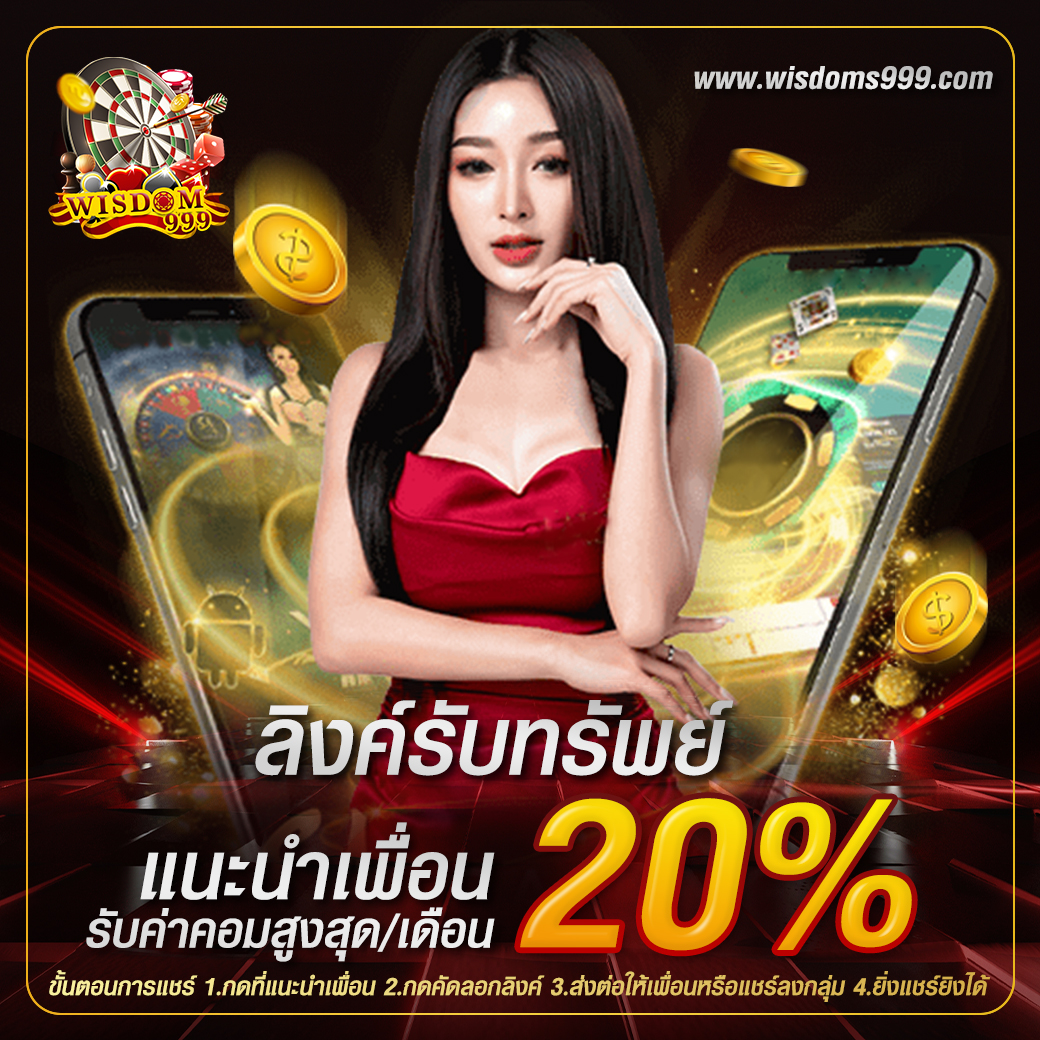 www.wisdoms999.com
WISDOM
999
ลิงค์รับทรัพย์
แนะนำเพื่อน
รับค่าคอมสูงสุด/เดือน
20%
ขั้นตอนการแชร์ 1.กดที่แนะนำเพื่อน 2.กดคัดลอกลิงค์ 3.ส่งต่อให้เพื่อนหรือแชร์ลงกลุ่ม 4.ยิ่งแชร์ยิงได้